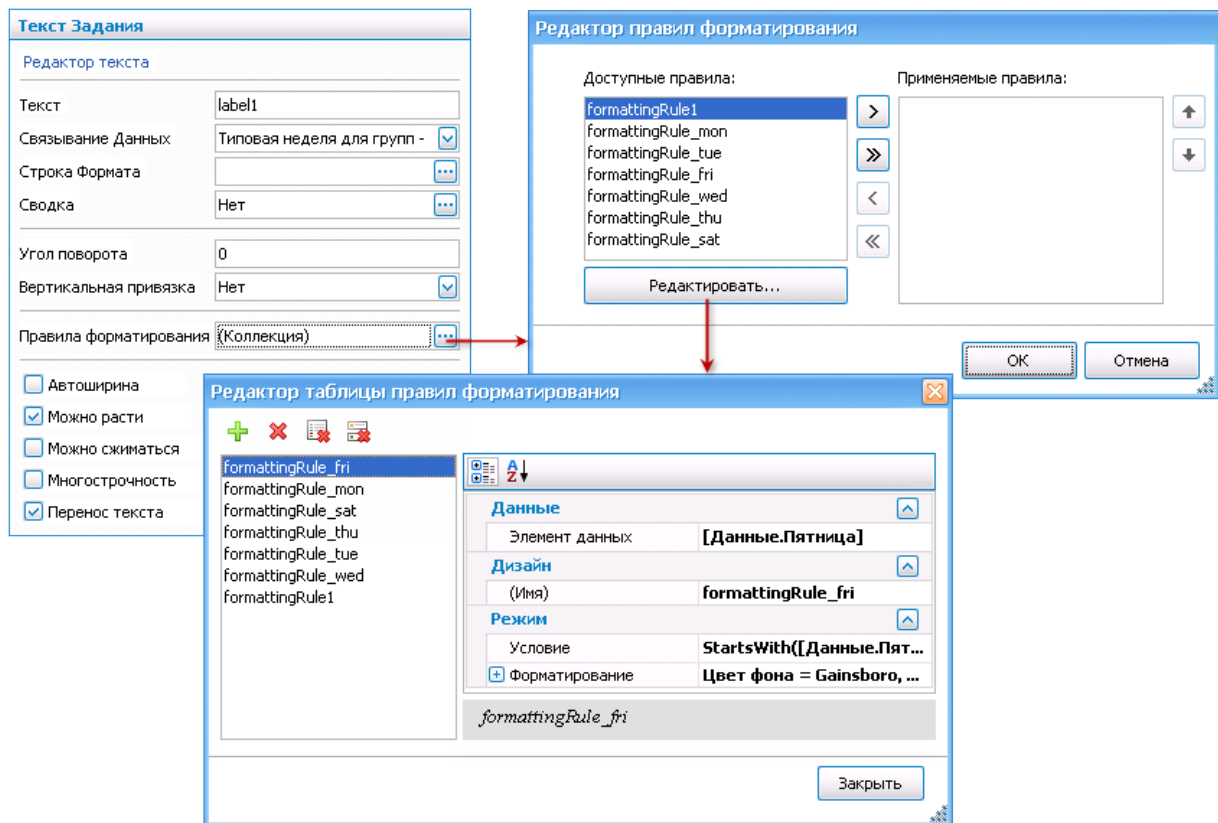 Текст Задания
Редактор текста
Текст label1
Связывание Данных Типовая неделя для групп -
Строка Формата
Сводка Нет
Угол поворота 0
Вертикальная привязка Нет
Правила форматирования (Коллекция)
Автоширина
Можно расти
Можно сжиматься
Многострочность
Перенос текста
Редактор правил форматирования
Доступные правила:
formattingRule1
formattingRule_mon
formattingRule_tue
formattingRule_fri
formattingRule_wed
formattingRule_thu
formattingRule_sat
Редактировать...
Применяемые правила:
OK Отмена
Редактор таблицы правил форматирования
formattingRule_fri
formattingRule_mon
formattingRule_sat
formattingRule_thu
formattingRule_tue
formattingRule_wed
formattingRule1
AZ
Данные
Элемент данных [Данные.Пятница]
Дизайн
(Имя) formattingRule_fri
Режим
Условие StartsWith([Данные.Пят...
Форматирование Цвет фона = Gainsboro, ...
formattingRule_fri
Закрыть